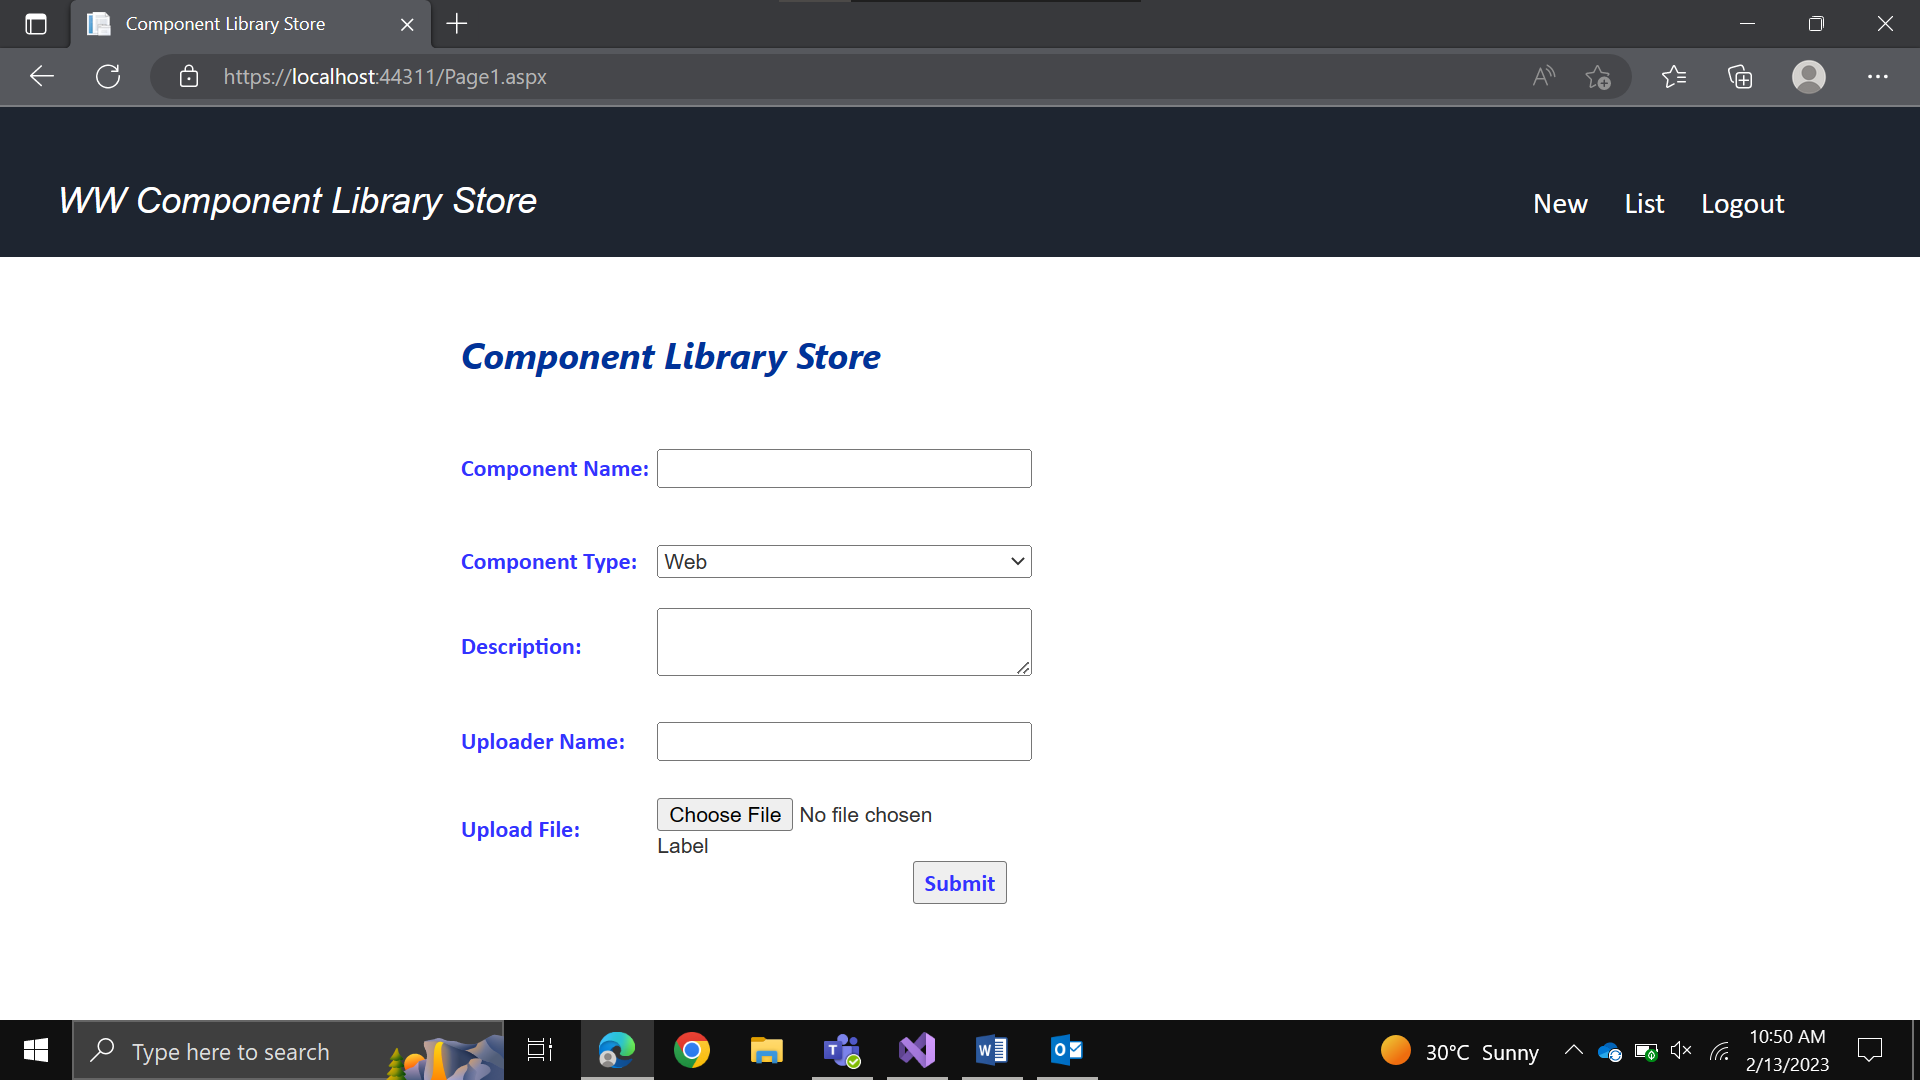 Component Library Store
https://localhost:44311/Page1.aspx
WW Component Library Store
New List Logout
Component Library Store
Component Name:
Component Type: Web
Description:
Uploader Name:
Upload File: Choose File No file chosen
Label
Submit
Type here to search
30°C Sunny
10:50 AM
2/13/2023